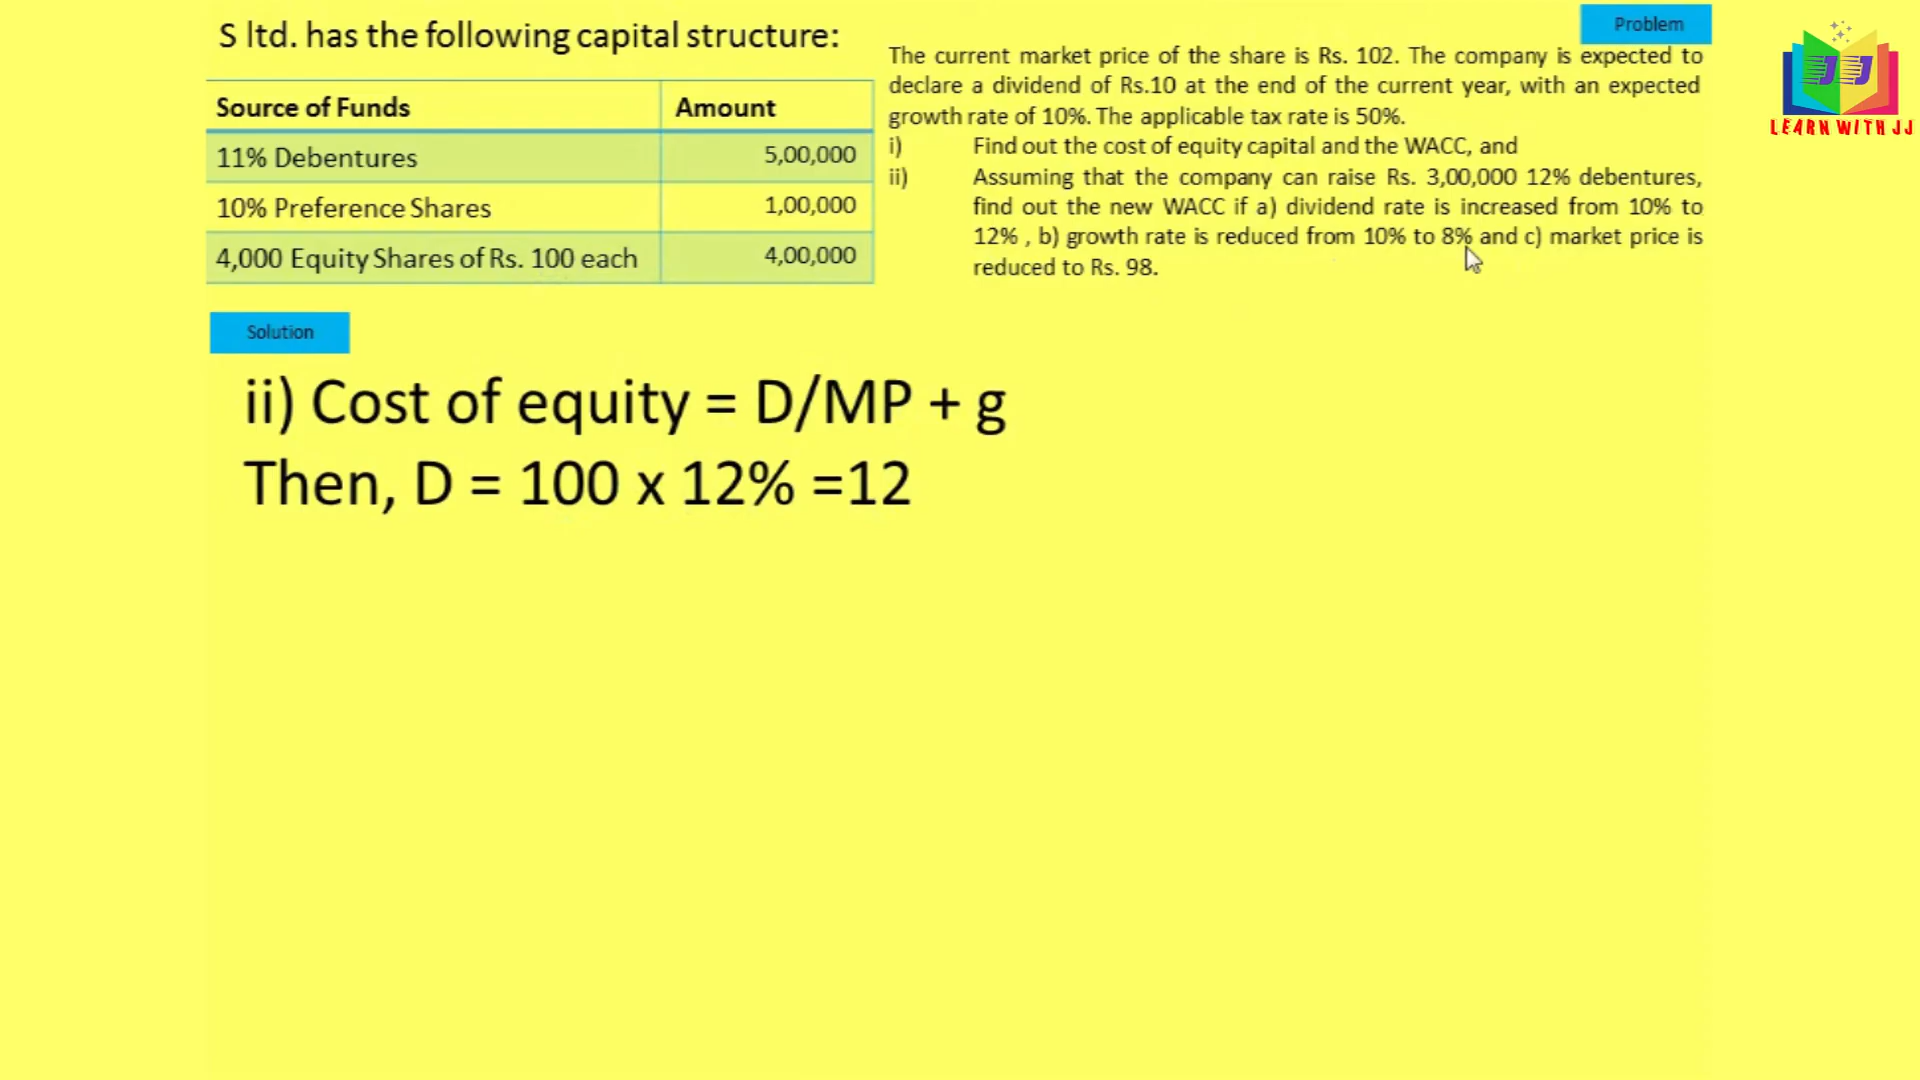 S ltd. has the following capital structure:
Source of Funds Amount
11% Debentures 5,00,000
10% Preference Shares 1,00,000
4,000 Equity Shares of Rs. 100 each 4,00,000
Problem
The current market price of the share is Rs. 102. The company is expected to
declare a dividend of Rs.10 at the end of the current year, with an expected
growth rate of 10%. The applicable tax rate is 50%.
i) Find out the cost of equity capital and the WACC, and
ii) Assuming that the company can raise Rs. 3,00,000 12% debentures,
find out the new WACC if a) dividend rate is increased from 10% to
12% , b) growth rate is reduced from 10% to 8% and c) market price is
reduced to Rs. 98.
JJ
LEARN WITH JJ
Solution
ii) Cost of equity = D/MP + g
Then, D = 100 x 12% =12